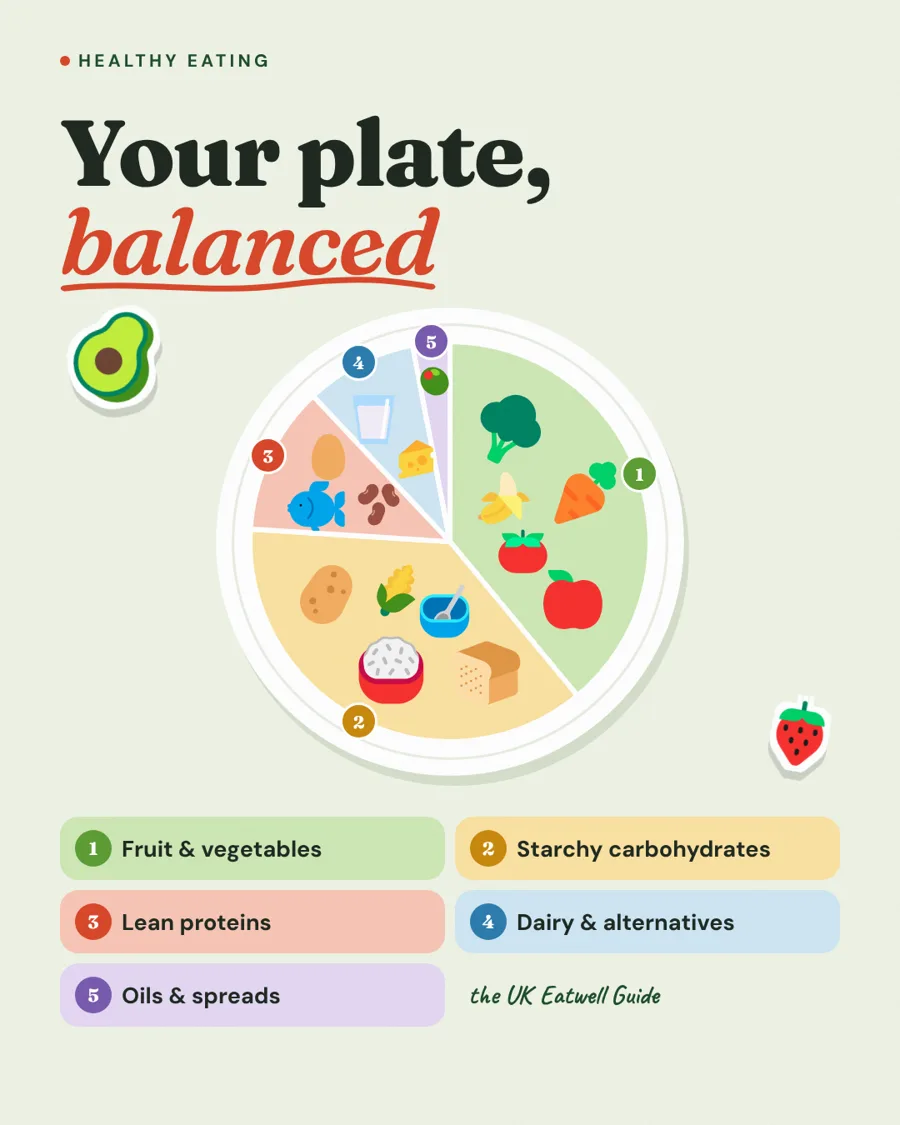 HEALTHY EATING
Your plate,
balanced
5
4
3
1
2
1 Fruit & vegetables
2 Starchy carbohydrates
3 Lean proteins
4 Dairy & alternatives
5 Oils & spreads
the UK Eatwell Guide